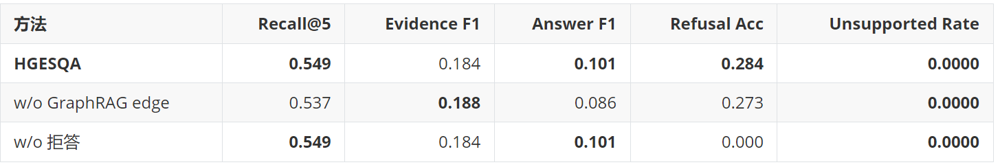 方法 Recall@5 Evidence F1 Answer F1 Refusal Acc Unsupported Rate
HGESQA 0.549 0.184 0.101 0.284 0.0000
w/o GraphRAG edge 0.537 0.188 0.086 0.273 0.0000
w/o 拒答 0.549 0.184 0.101 0.000 0.0000